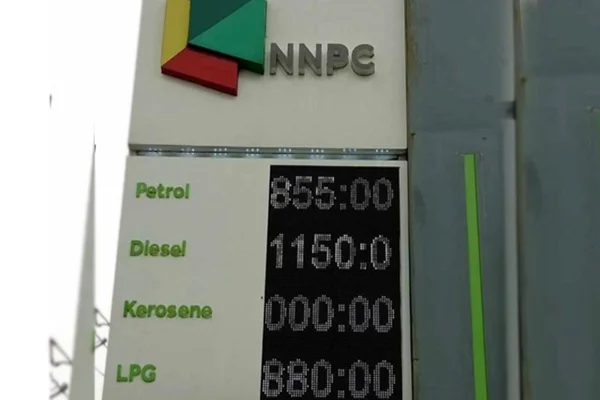 NNPC
Petrol 855:00
Diesel 1150:0
Kerosene 000:00
LPG 880:00